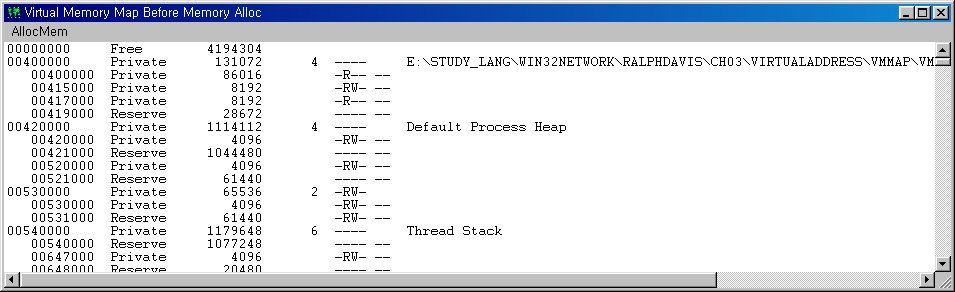 Virtual Memory Map Before Memory Alloc
AllocMem
00000000 Free 4194304
00400000 Private 131072 4 ---- E:\STUDY_LANG\WIN32NETWORK\RALPHDAVIS\CH03\VIRTUALADDRESS\VMMAP\VM
00400000 Private 86016 -R-- --
00415000 Private 8192 -RW- --
00417000 Private 8192 -R-- --
00419000 Reserve 28672 ---- --
00420000 Private 1114112 4 ---- Default Process Heap
00420000 Private 4096 -RW- --
00421000 Reserve 1044480 ---- --
00520000 Private 4096 -RW- --
00521000 Reserve 61440 ---- --
00530000 Private 65536 2 -RW-
00530000 Private 4096 -RW- --
00531000 Reserve 61440 -RW- --
00540000 Private 1179648 6 ---- Thread Stack
00540000 Reserve 1077248 ---- --
00647000 Private 4096 -RW- --
00648000 Reserve 20480 ---- --